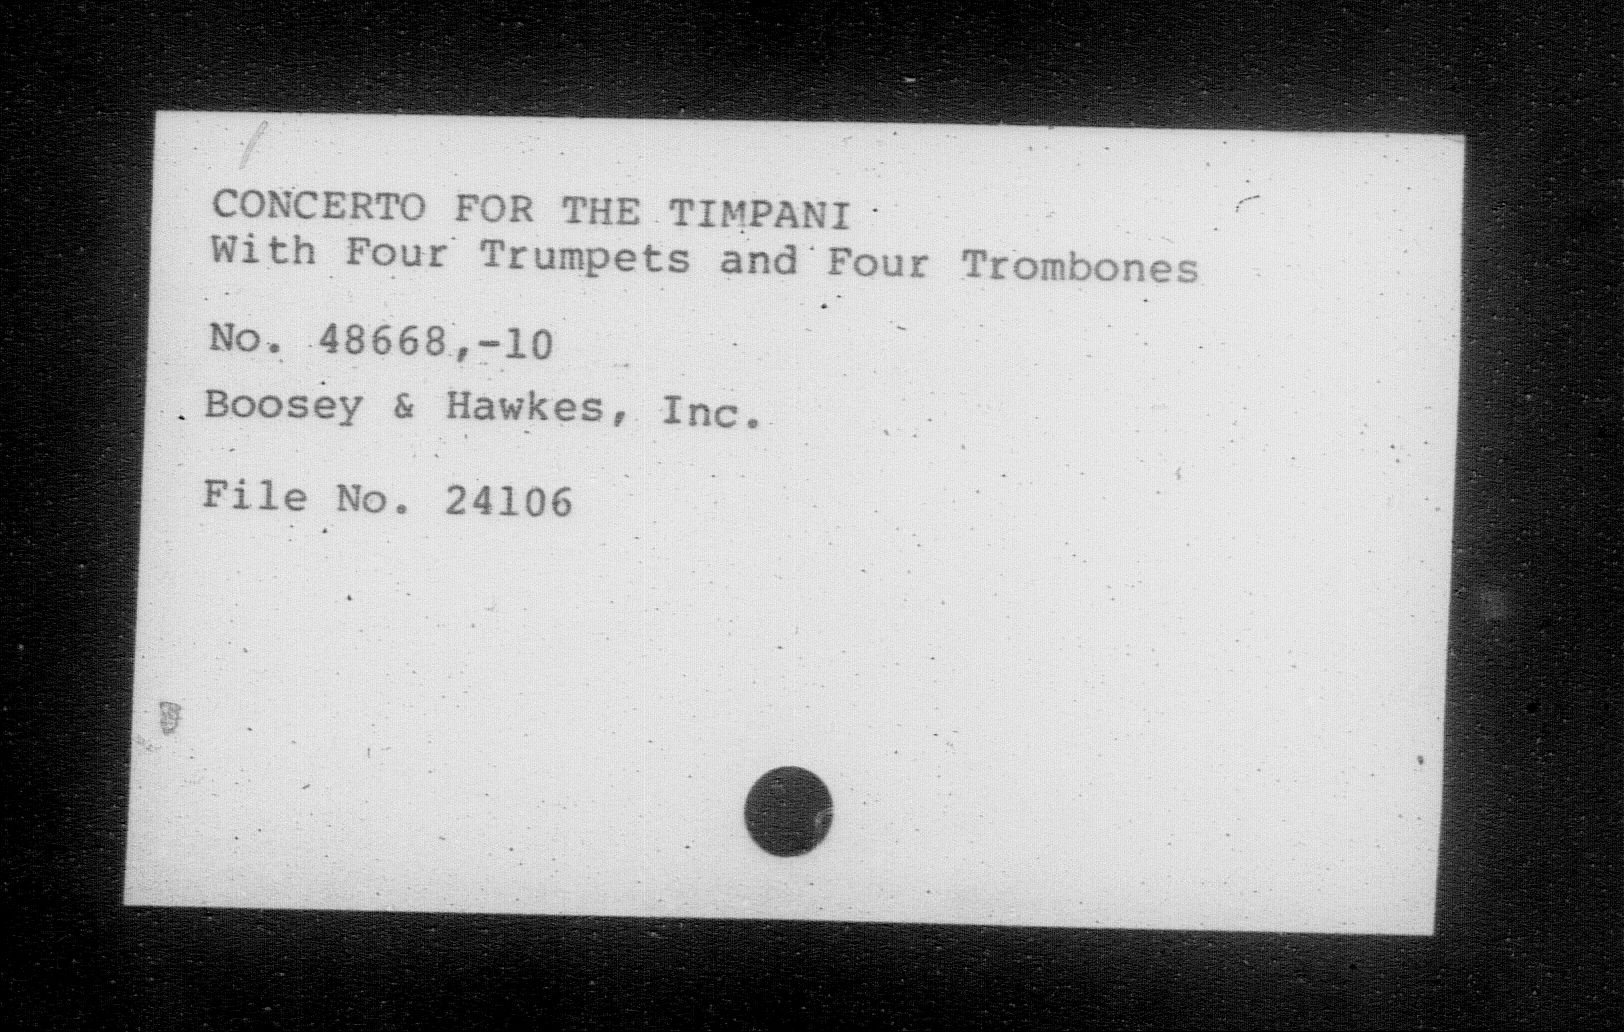 CONCERTO FOR THE TIMPANI
With Four Trumpets and Four Trombones
No. 48668,-10
Boosey & Hawkes, Inc.
File No. 24106